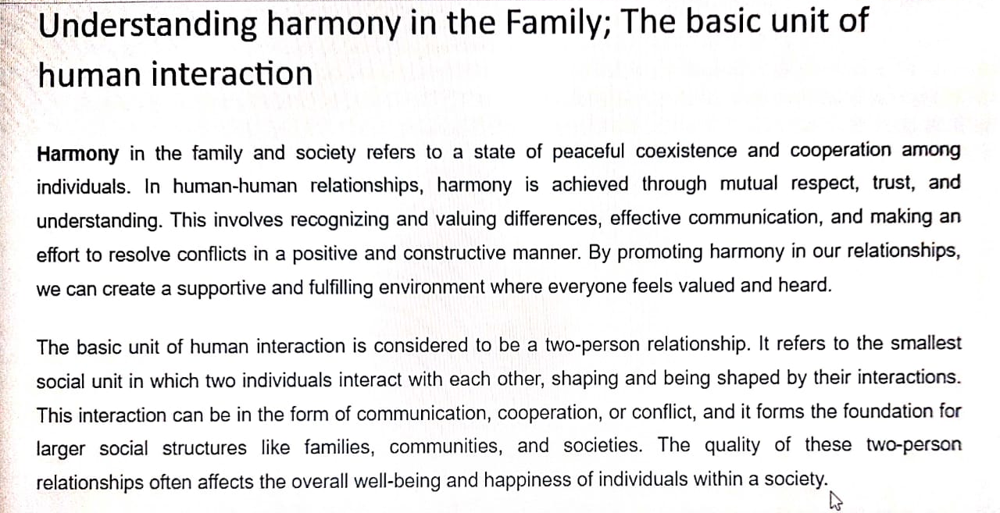 Understanding harmony in the Family; The basic unit of
human interaction
Harmony in the family and society refers to a state of peaceful coexistence and cooperation among
individuals. In human-human relationships, harmony is achieved through mutual respect, trust, and
understanding. This involves recognizing and valuing differences, effective communication, and making an
effort to resolve conflicts in a positive and constructive manner. By promoting harmony in our relationships,
we can create a supportive and fulfilling environment where everyone feels valued and heard.
The basic unit of human interaction is considered to be a two-person relationship. It refers to the smallest
social unit in which two individuals interact with each other, shaping and being shaped by their interactions.
This interaction can be in the form of communication, cooperation, or conflict, and it forms the foundation for
larger social structures like families, communities, and societies. The quality of these two-person
relationships often affects the overall well-being and happiness of individuals within a society.